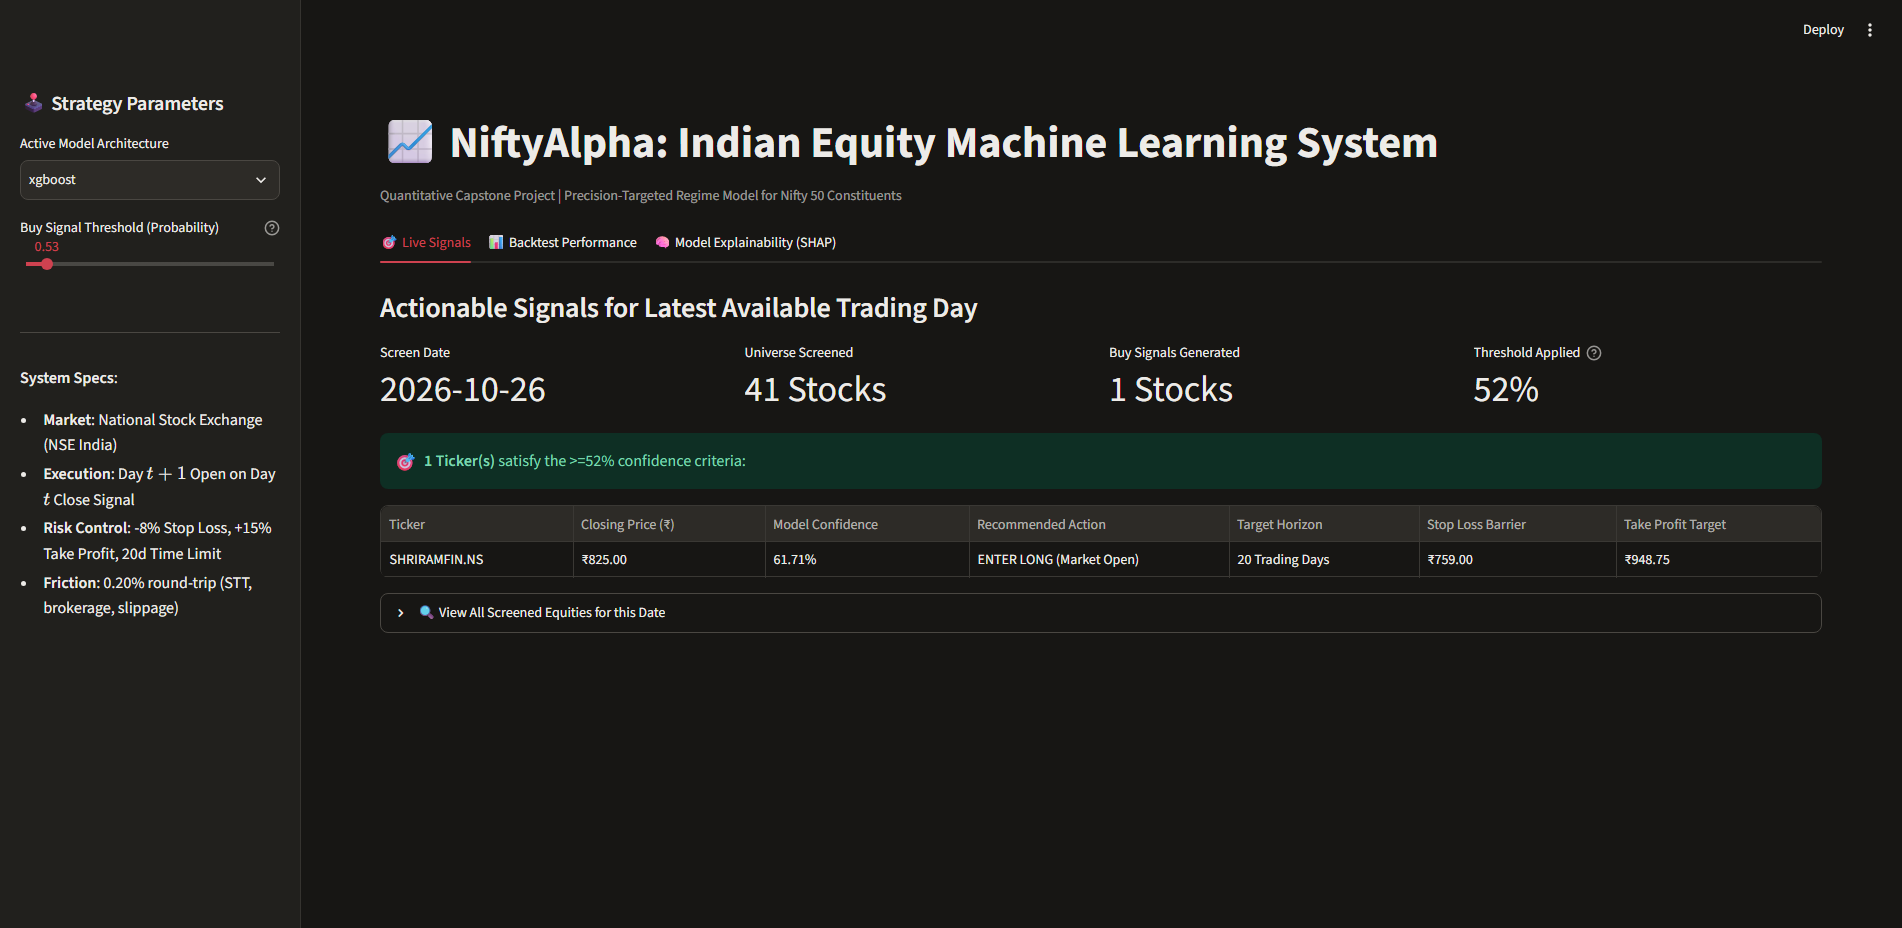 Deploy
Strategy Parameters
Active Model Architecture
xgboost
Buy Signal Threshold (Probability)
0.53
System Specs:
Market: National Stock Exchange
(NSE India)
Execution: Day t + 1 Open on Day
t Close Signal
Risk Control: -8% Stop Loss, +15%
Take Profit, 20d Time Limit
Friction: 0.20% round-trip (STT,
brokerage, slippage)
NiftyAlpha: Indian Equity Machine Learning System
Quantitative Capstone Project | Precision-Targeted Regime Model for Nifty 50 Constituents
Live Signals Backtest Performance Model Explainability (SHAP)
Actionable Signals for Latest Available Trading Day
Screen Date Universe Screened Buy Signals Generated Threshold Applied
2026-10-26 41 Stocks 1 Stocks 52%
1 Ticker(s) satisfy the >=52% confidence criteria:
Ticker Closing Price (₹) Model Confidence Recommended Action Target Horizon Stop Loss Barrier Take Profit Target
SHRIRAMFIN.NS ₹825.00 61.71% ENTER LONG (Market Open) 20 Trading Days ₹759.00 ₹948.75
View All Screened Equities for this Date